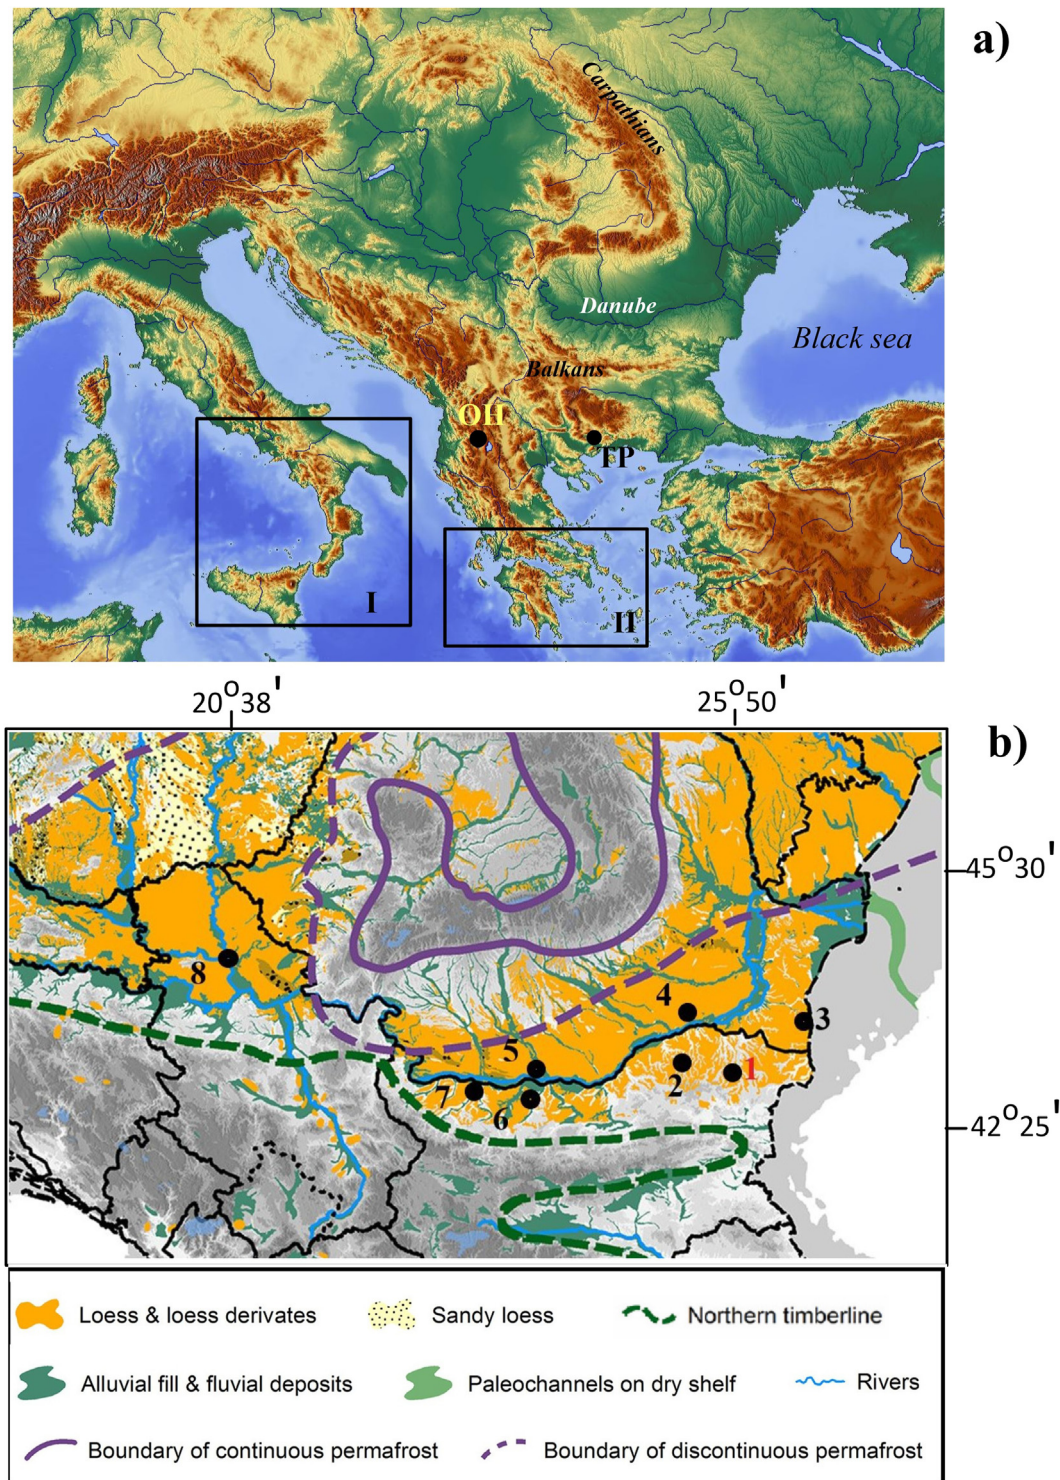 a)
Carpathians
Danube
Black sea
Balkans
OH
TP
I
II
20°38'
25°50'
b)
45°30'
8
4
3
5
2
1
7
6
42°25'
Loess & loess derivates
Sandy loess
Northern timberline
Alluvial fill & fluvial deposits
Paleochannels on dry shelf
Rivers
Boundary of continuous permafrost
Boundary of discontinuous permafrost